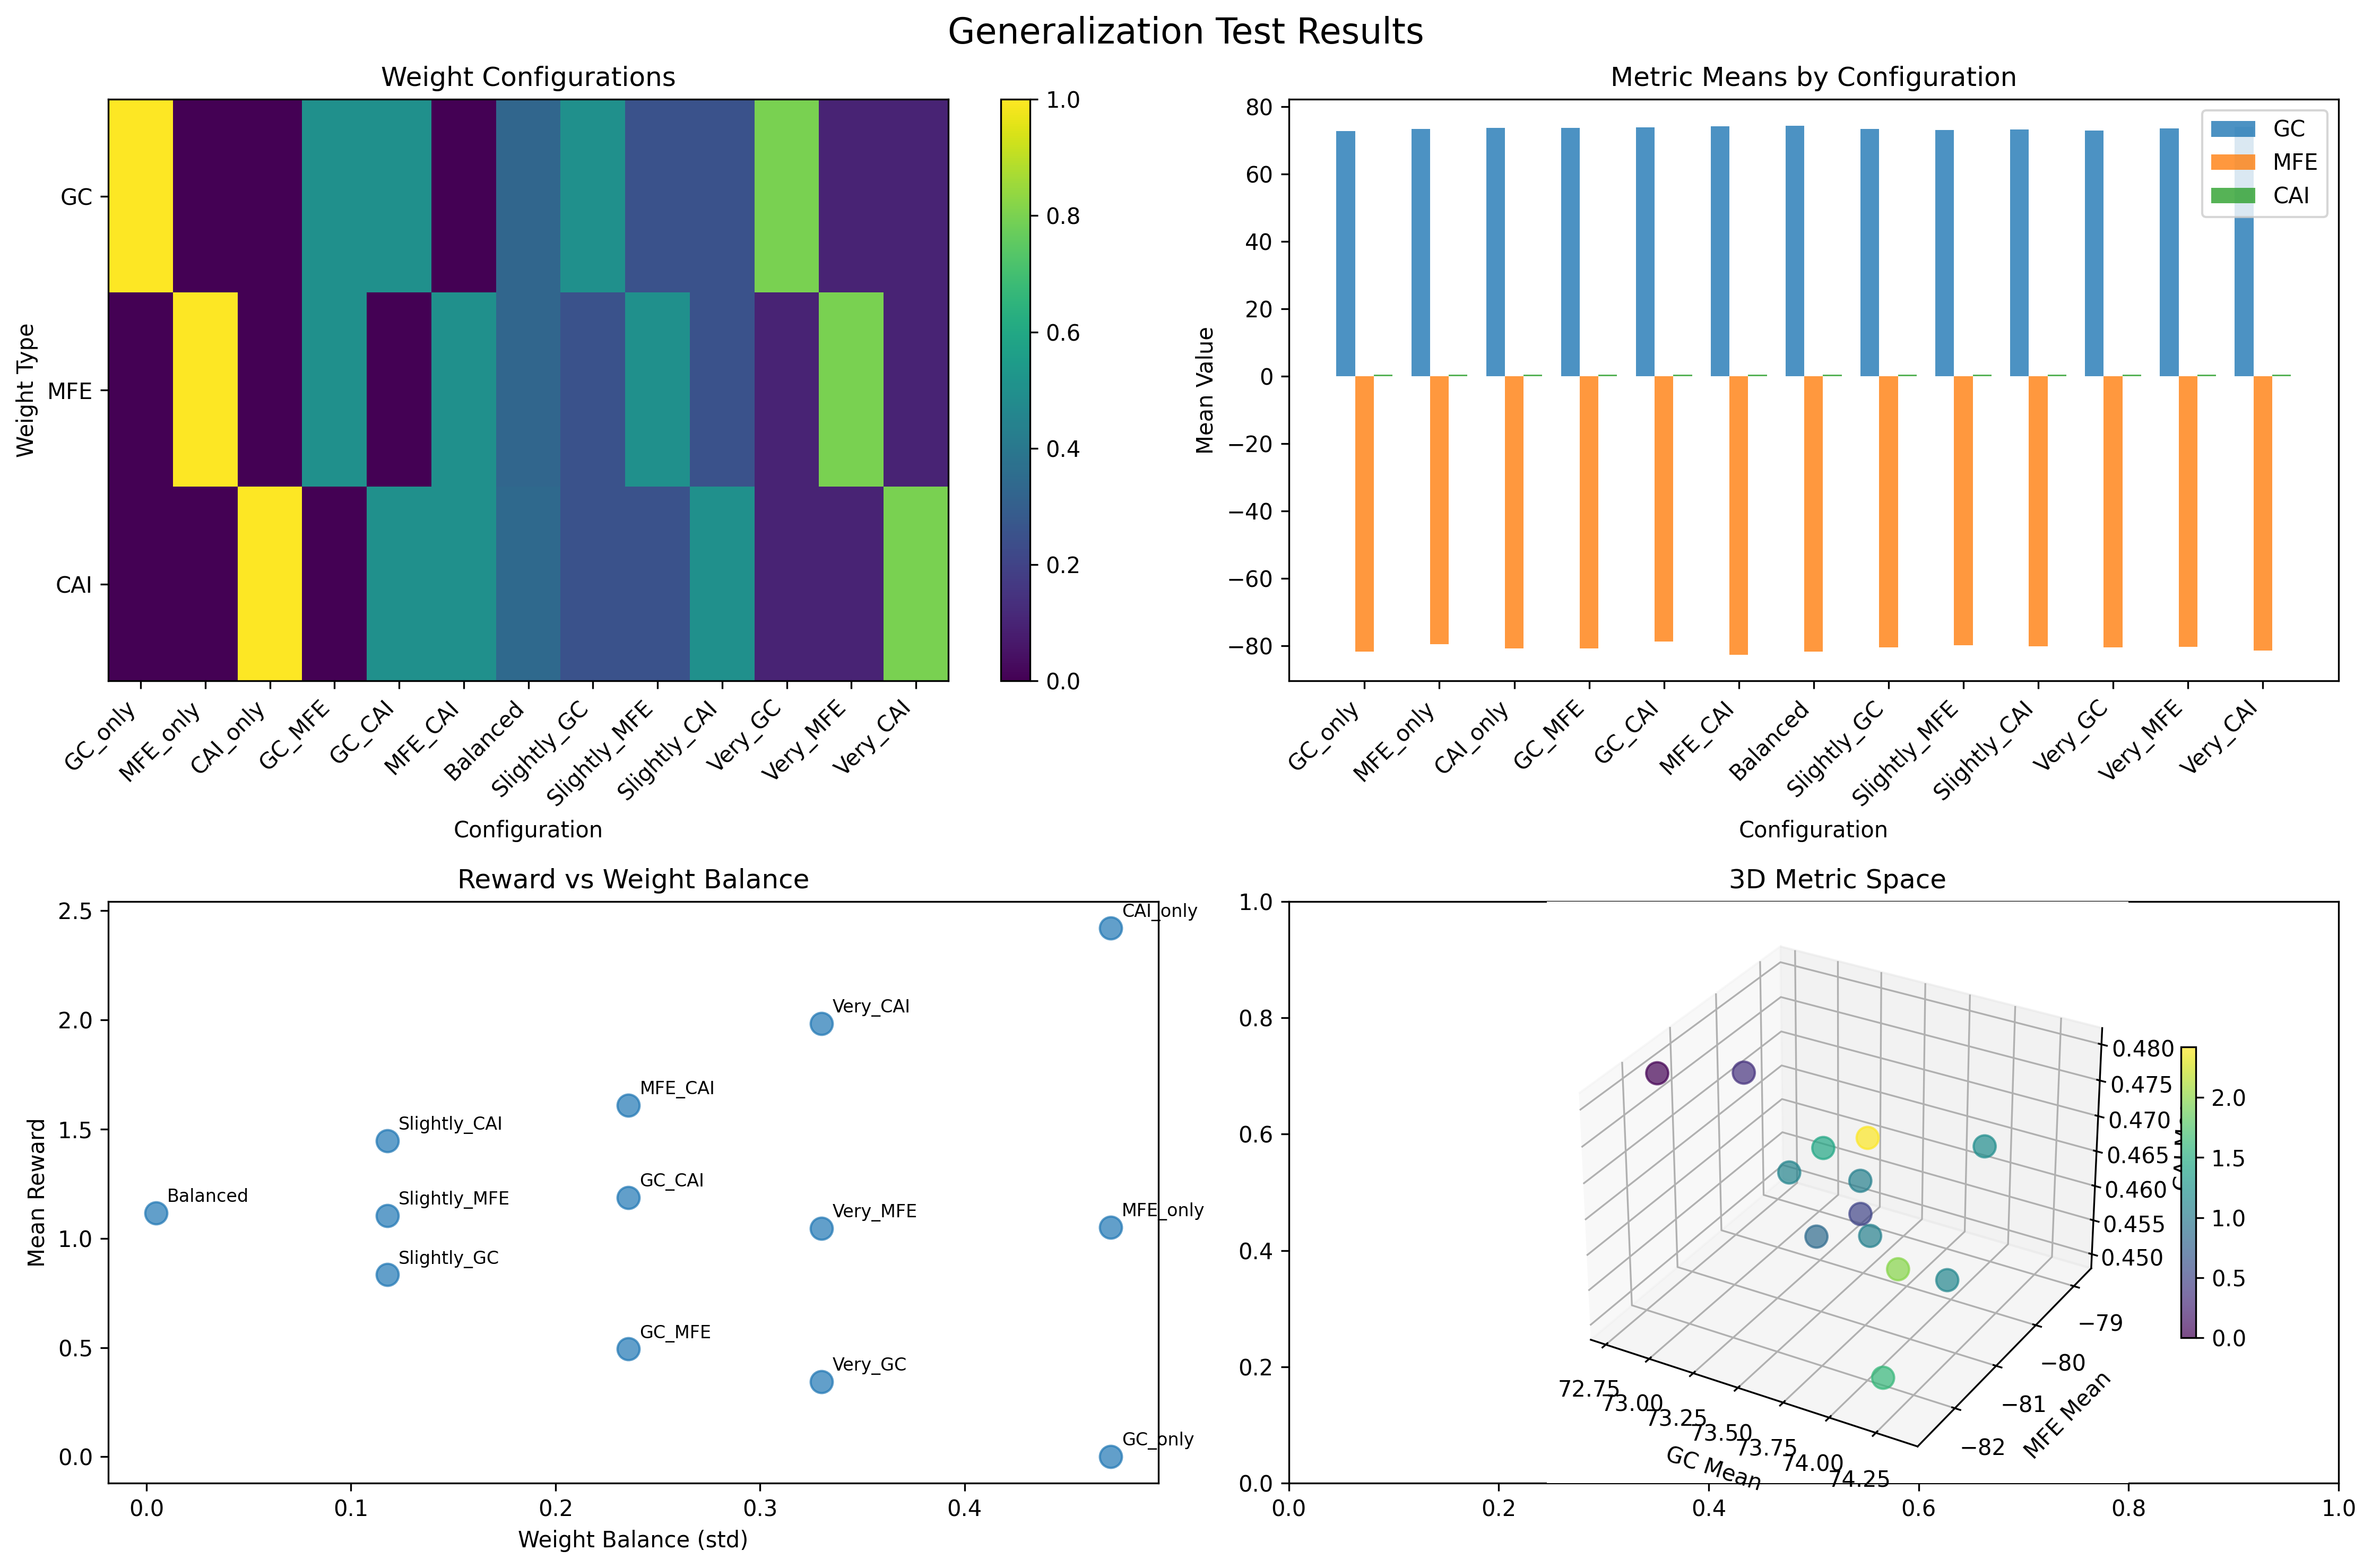 Generalization Test Results
Weight Configurations
Weight Type
GC
MFE
CAI
1.0
0.8
0.6
0.4
0.2
0.0
GC_only
MFE_only
CAI_only
GC_MFE
GC_CAI
MFE_CAI
Balanced
Slightly_GC
Slightly_MFE
Slightly_CAI
Very_GC
Very_MFE
Very_CAI
Configuration
Metric Means by Configuration
Mean Value
80
60
40
20
0
−20
−40
−60
−80
GC
MFE
CAI
GC_only
MFE_only
CAI_only
GC_MFE
GC_CAI
MFE_CAI
Balanced
Slightly_GC
Slightly_MFE
Slightly_CAI
Very_GC
Very_MFE
Very_CAI
Configuration
Reward vs Weight Balance
Mean Reward
2.5
2.0
1.5
1.0
0.5
0.0
CAI_only
Very_CAI
MFE_CAI
Slightly_CAI
GC_CAI
Slightly_MFE
Balanced
Very_MFE
MFE_only
Slightly_GC
GC_MFE
Very_GC
GC_only
0.0
0.1
0.2
0.3
0.4
Weight Balance (std)
3D Metric Space
1.0
0.8
0.6
0.4
0.2
0.0
0.480
0.475
0.470
0.465
0.460
0.455
0.450
2.0
1.5
1.0
0.5
0.0
−79
−80
−81
−82
MFE Mean
72.75
73.00
73.25
73.50
73.75
74.00
74.25
GC Mean
0.0
0.2
0.4
0.6
0.8
1.0